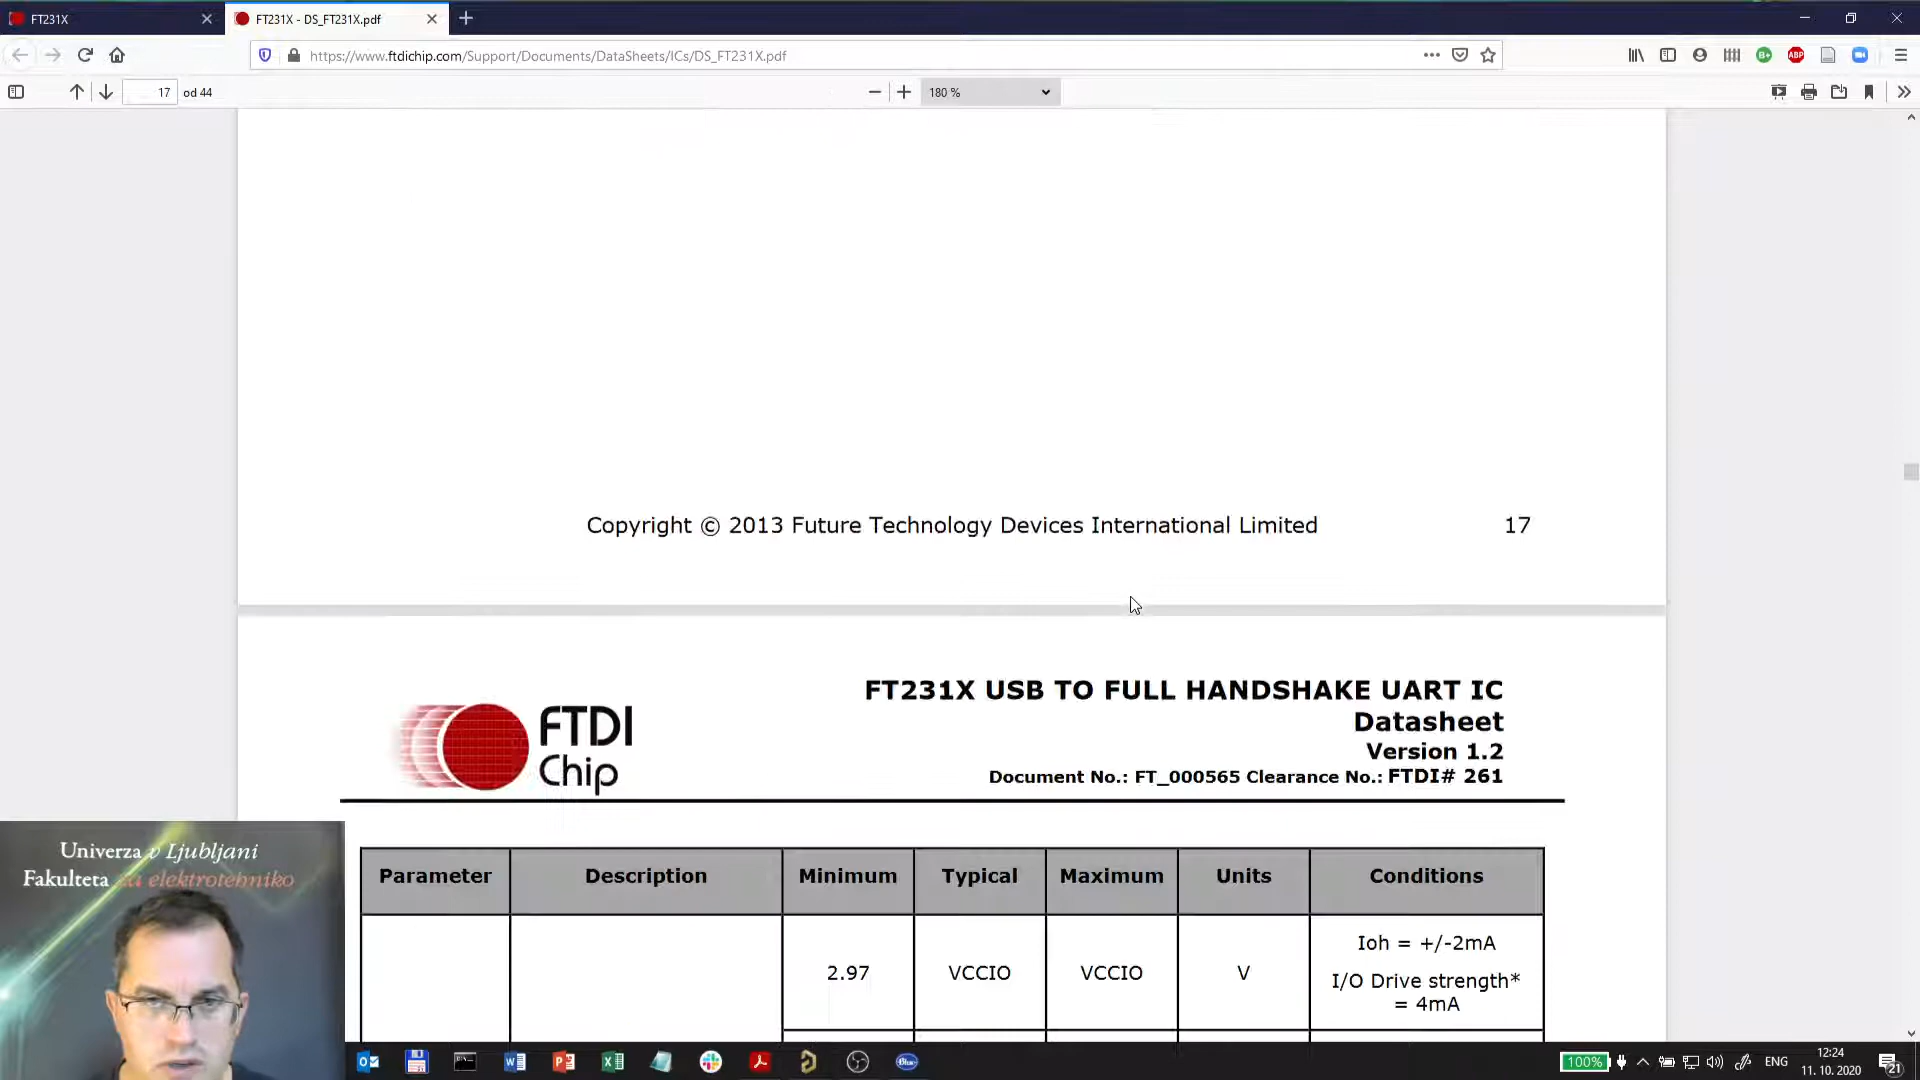 FT231X
FT231X - DS_FT231X.pdf
https://www.ftdichip.com/Support/Documents/DataSheets/ICs/DS_FT231X.pdf
17 od 44
180 %
Copyright © 2013 Future Technology Devices International Limited 17
FTDI
Chip
FT231X USB TO FULL HANDSHAKE UART IC
Datasheet
Version 1.2
Document No.: FT_000565 Clearance No.: FTDI# 261
Parameter Description Minimum Typical Maximum Units Conditions
2.97 VCCIO VCCIO V
Ioh = +/-2mA
I/O Drive strength*
= 4mA
Univerza v Ljubljani
Fakulteta za elektrotehniko
100%
ENG
12:24
11. 10. 2020
21